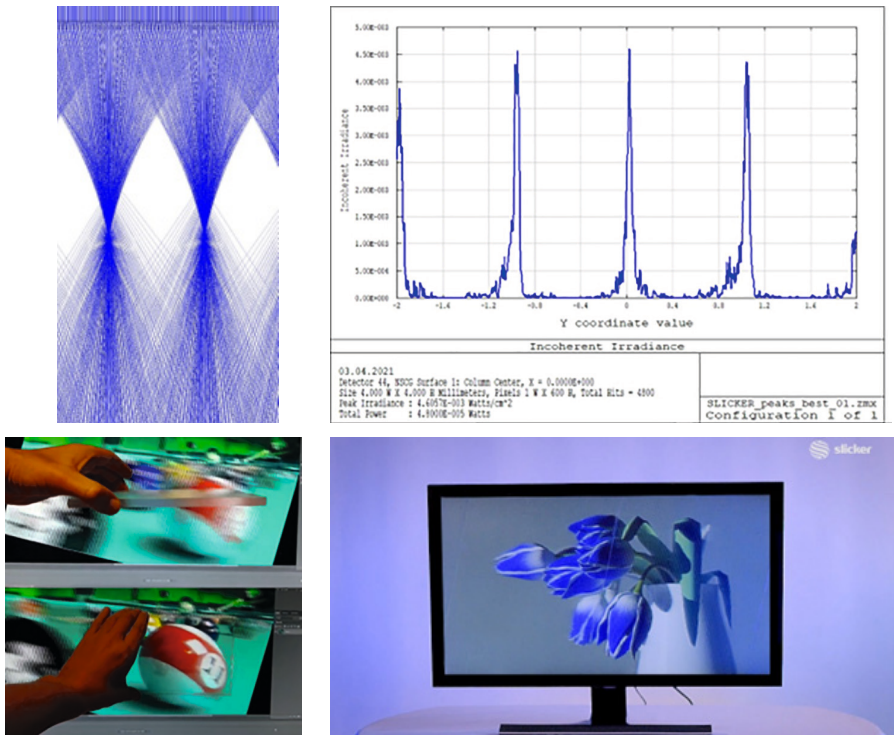 5.00E-003
4.50E-003
4.00E-003
3.50E-003
3.00E-003
2.50E-003
2.00E-003
1.50E-003
1.00E-003
5.00E-004
0.00E+000
Incoherent Irradiance
-2 -1.6 -1.2 -0.8 -0.4 0 0.4 0.8 1.2 1.6 2
Y coordinate value
Incoherent Irradiance
03.04.2021
Detector 44, NSCG Surface 1: Column Center, X = 0.0000E+000
Size 4.000 W X 4.000 H Millimeters, Pixels 1 W X 600 H, Total Hits = 4800
Peak Irradiance : 4.6057E-003 Watts/cm^2
Total Power : 4.8000E-005 Watts
SLICKER_peaks_best_01.zmx
Configuration 1 of 1
slicker